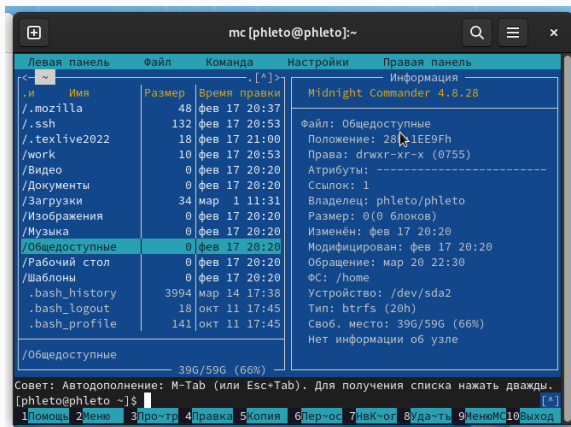 mc [phleto@phleto]:~
Левая панель Файл Команда Настройки Правая панель
<- ~ .[^]>
.и Имя Размер Время правки
/.mozilla 48 фев 17 20:37
/.ssh 132 фев 17 20:53
/.texlive2022 18 фев 17 21:00
/work 10 фев 17 20:53
/Видео 0 фев 17 20:20
/Документы 0 фев 17 20:20
/Загрузки 34 мар 1 11:31
/Изображения 0 фев 17 20:20
/Музыка 0 фев 17 20:20
/Общедоступные 0 фев 17 20:20
/Рабочий стол 0 фев 17 20:20
/Шаблоны 0 фев 17 20:20
.bash_history 3994 мар 14 17:38
.bash_logout 18 окт 11 17:45
.bash_profile 141 окт 11 17:45
/Общедоступные
39G/59G (66%)
Информация
Midnight Commander 4.8.28
Файл: Общедоступные
Положение:
Права: drwxr-xr-x (0755)
Атрибуты: ------------------------
Ссылок: 1
Владелец: phleto/phleto
Размер: 0(0 блоков)
Изменён: фев 17 20:20
Модифицирован: фев 17 20:20
Обращение: мар 20 22:30
ФС: /home
Устройство: /dev/sda2
Тип: btrfs (20h)
Своб. место: 39G/59G (66%)
Нет информации об узле
Совет: Автодополнение: M-Tab (или Esc+Tab). Для получения списка нажать дважды.
[phleto@phleto ~]$ [^]
1Помощь 2Меню 3Про~тр 4Правка 5Копия 6Пер~ос 7НвК~ог 8Уда~ть 9МенюМС 10Выход